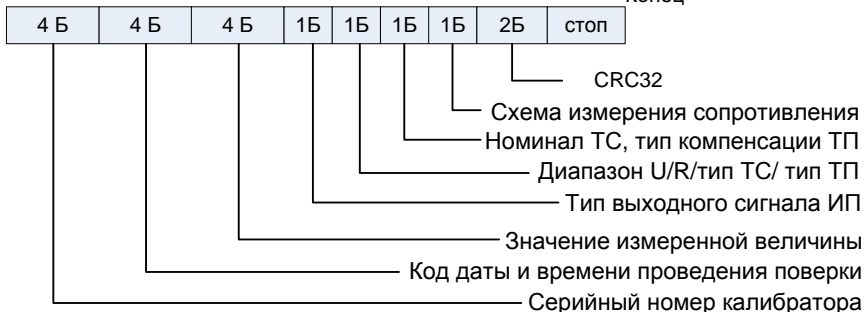 конец
4 Б 4 Б 4 Б 1Б 1Б 1Б 1Б 2Б стоп
CRC32
Схема измерения сопротивления
Номинал ТС, тип компенсации ТП
Диапазон U/R/тип ТС/ тип ТП
Тип выходного сигнала ИП
Значение измеренной величины
Код даты и времени проведения поверки
Серийный номер калибратора